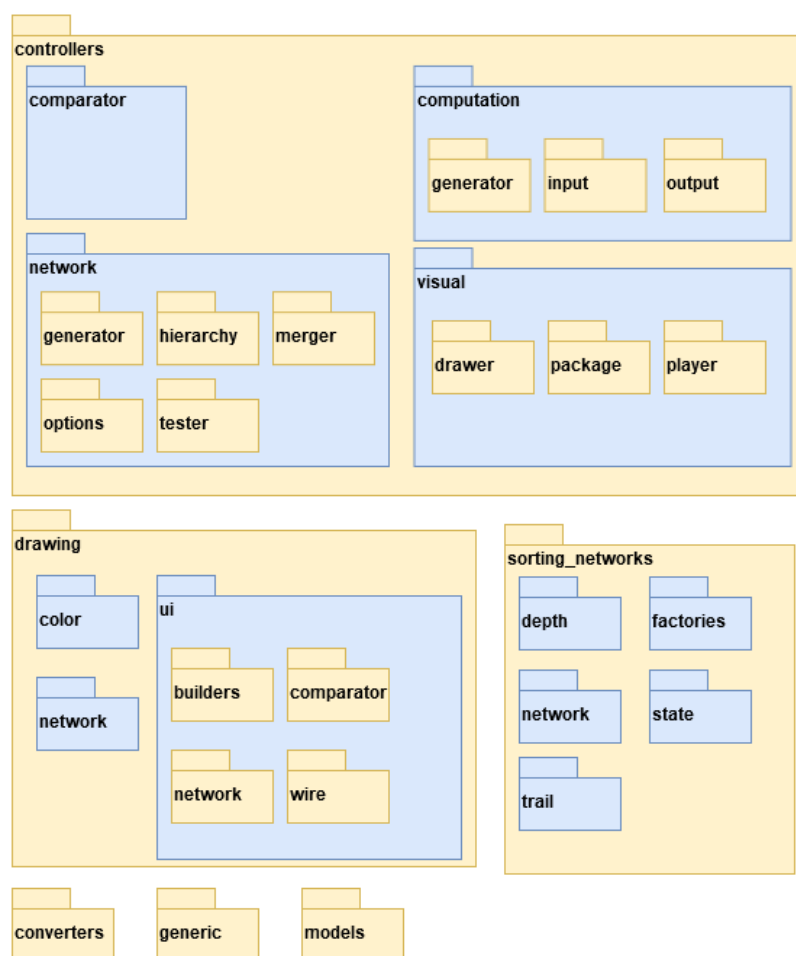 controllers
comparator
computation
generator
input
output
network
generator
hierarchy
merger
options
tester
visual
drawer
package
player
drawing
color
network
ui
builders
comparator
network
wire
sorting_networks
depth
factories
network
state
trail
converters
generic
models